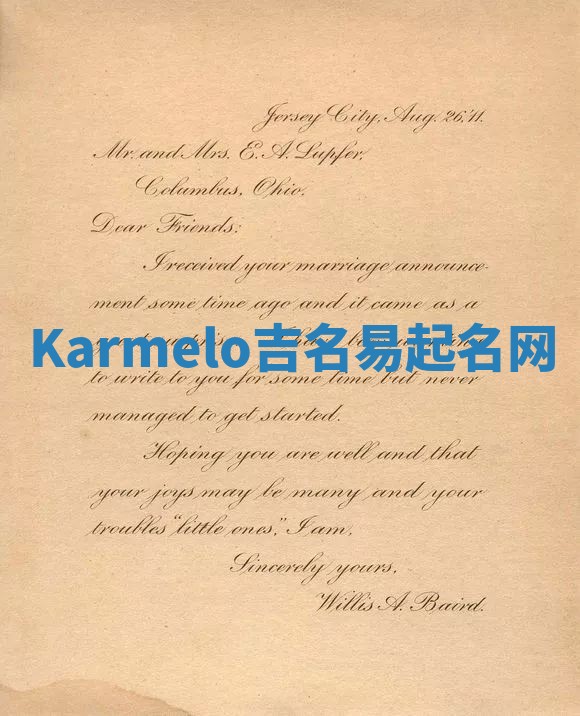 Jersey City, Aug. 26, '11.
Mr. and Mrs. E. A. Lupfer,
Columbus, Ohio.
Dear Friends:
I received your marriage announce-
ment some time ago and it came as a
Karmelo吉名易起名网
to write to you for some time but never
managed to get started.
Hoping you are well and that
your joys may be many and your
troubles "little ones," I am,
Sincerely yours,
Willis A. Baird.